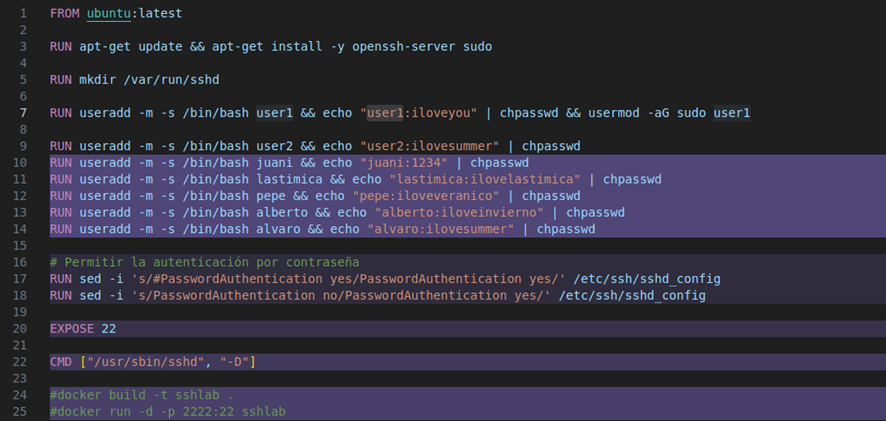 1 FROM ubuntu:latest
2
3 RUN apt-get update && apt-get install -y openssh-server sudo
4
5 RUN mkdir /var/run/sshd
6
7 RUN useradd -m -s /bin/bash user1 && echo "user1:iloveyou" | chpasswd && usermod -aG sudo user1
8
9 RUN useradd -m -s /bin/bash user2 && echo "user2:ilovesummer" | chpasswd
10 RUN useradd -m -s /bin/bash juani && echo "juani:1234" | chpasswd
11 RUN useradd -m -s /bin/bash lastimica && echo "lastimica:ilovelastimica" | chpasswd
12 RUN useradd -m -s /bin/bash pepe && echo "pepe:iloveveranico" | chpasswd
13 RUN useradd -m -s /bin/bash alberto && echo "alberto:iloveinvierno" | chpasswd
14 RUN useradd -m -s /bin/bash alvaro && echo "alvaro:ilovesummer" | chpasswd
15
16 # Permitir la autenticación por contraseña
17 RUN sed -i 's/#PasswordAuthentication yes/PasswordAuthentication yes/' /etc/ssh/sshd_config
18 RUN sed -i 's/PasswordAuthentication no/PasswordAuthentication yes/' /etc/ssh/sshd_config
19
20 EXPOSE 22
21
22 CMD ["/usr/sbin/sshd", "-D"]
23
24 #docker build -t sshlab .
25 #docker run -d -p 2222:22 sshlab